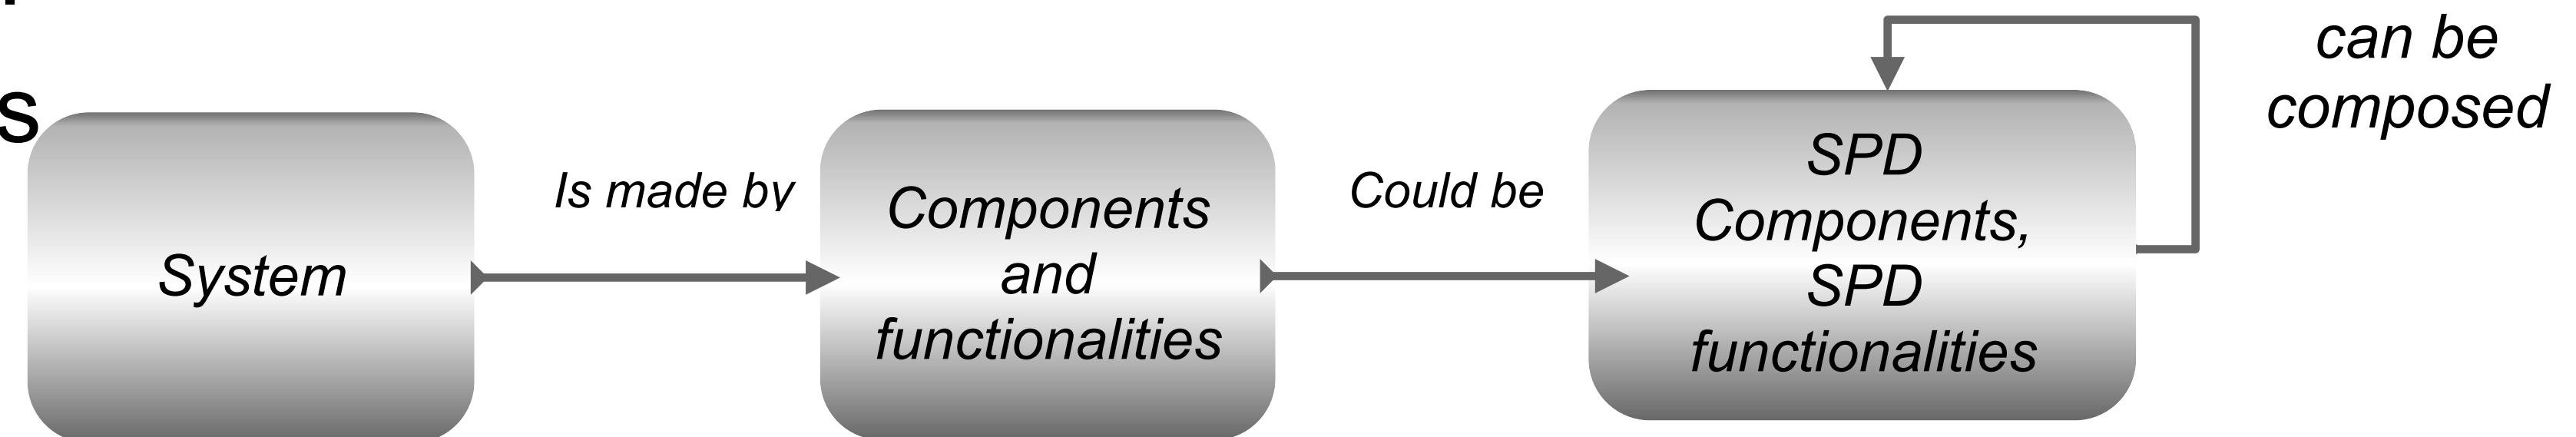 s
can be
composed
System
Is made by
Components
and
functionalities
Could be
SPD
Components,
SPD
functionalities